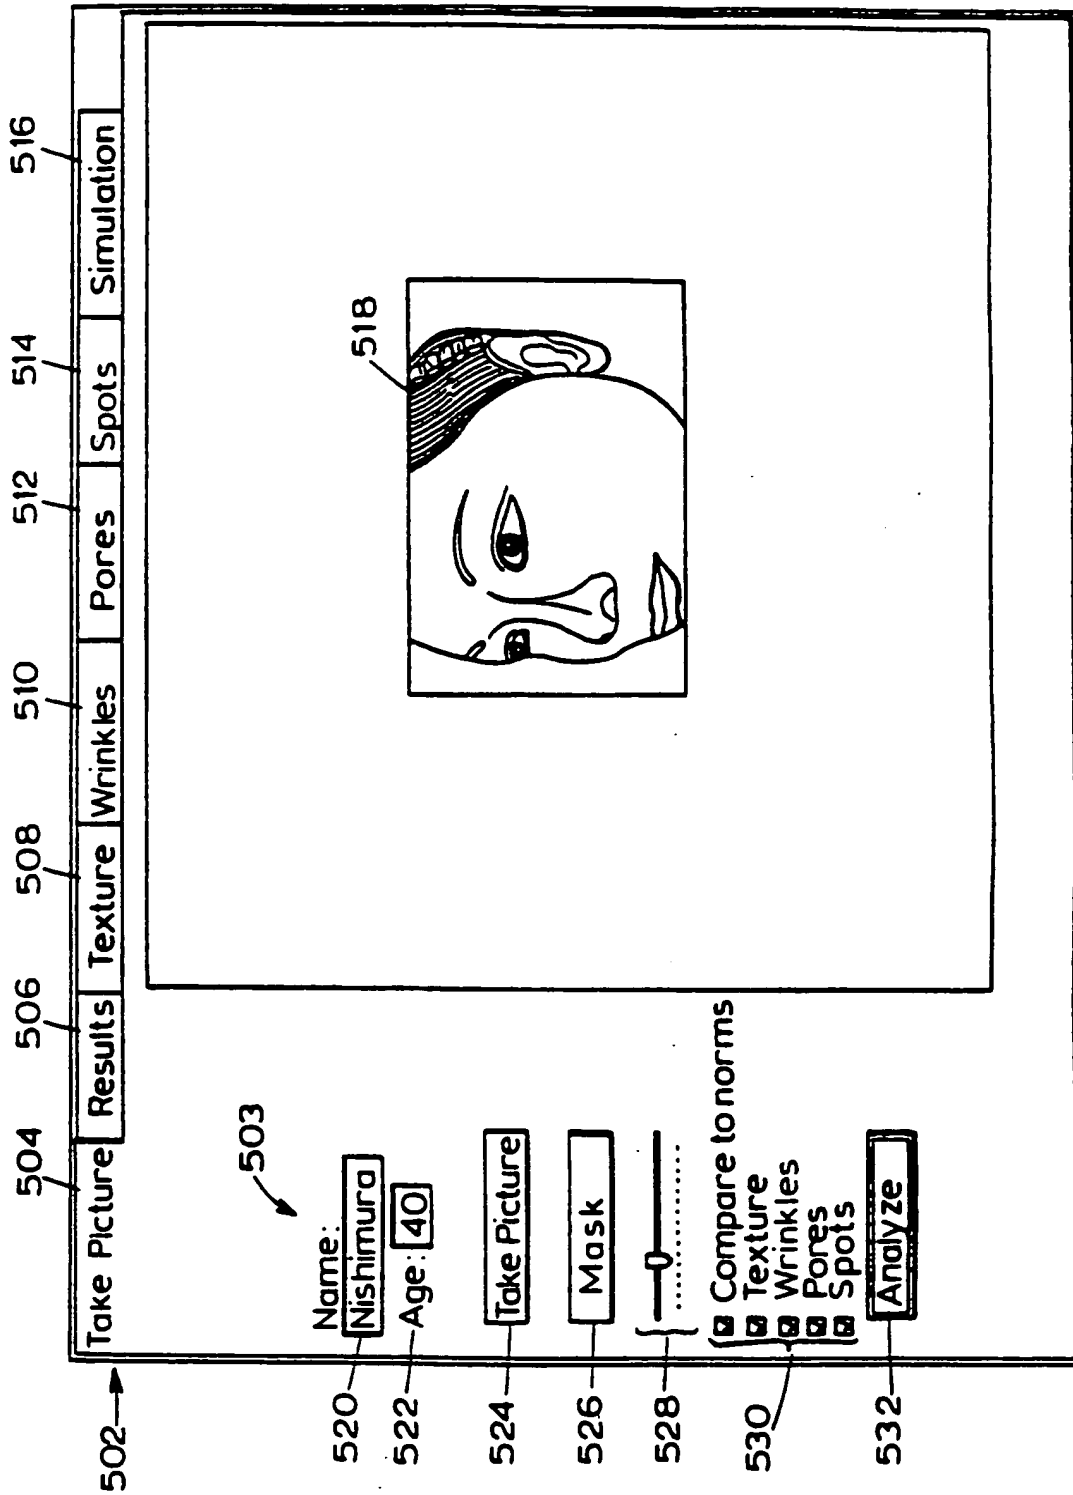 504 506 508 510 512 514 516
Take Picture Results Texture Wrinkles Pores Spots Simulation
502
503
518
Name:
520 Nishimura
522 Age: 40
524 Take Picture
526 Mask
528
530
Compare to norms
Texture
Wrinkles
Pores
Spots
532 Analyze